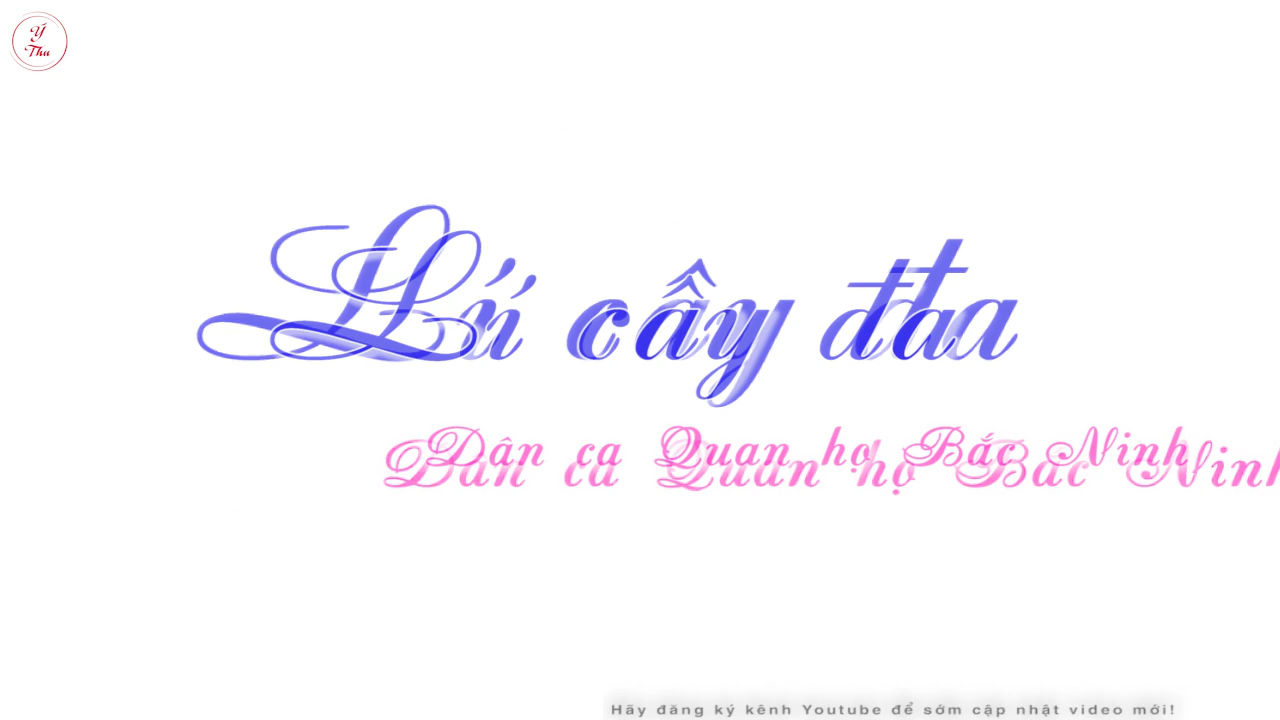 Ý
Thu
Lí cây đa
Dân ca Quan họ Bắc Ninh
Hãy đăng ký kênh Youtube để sớm cập nhật video mới!